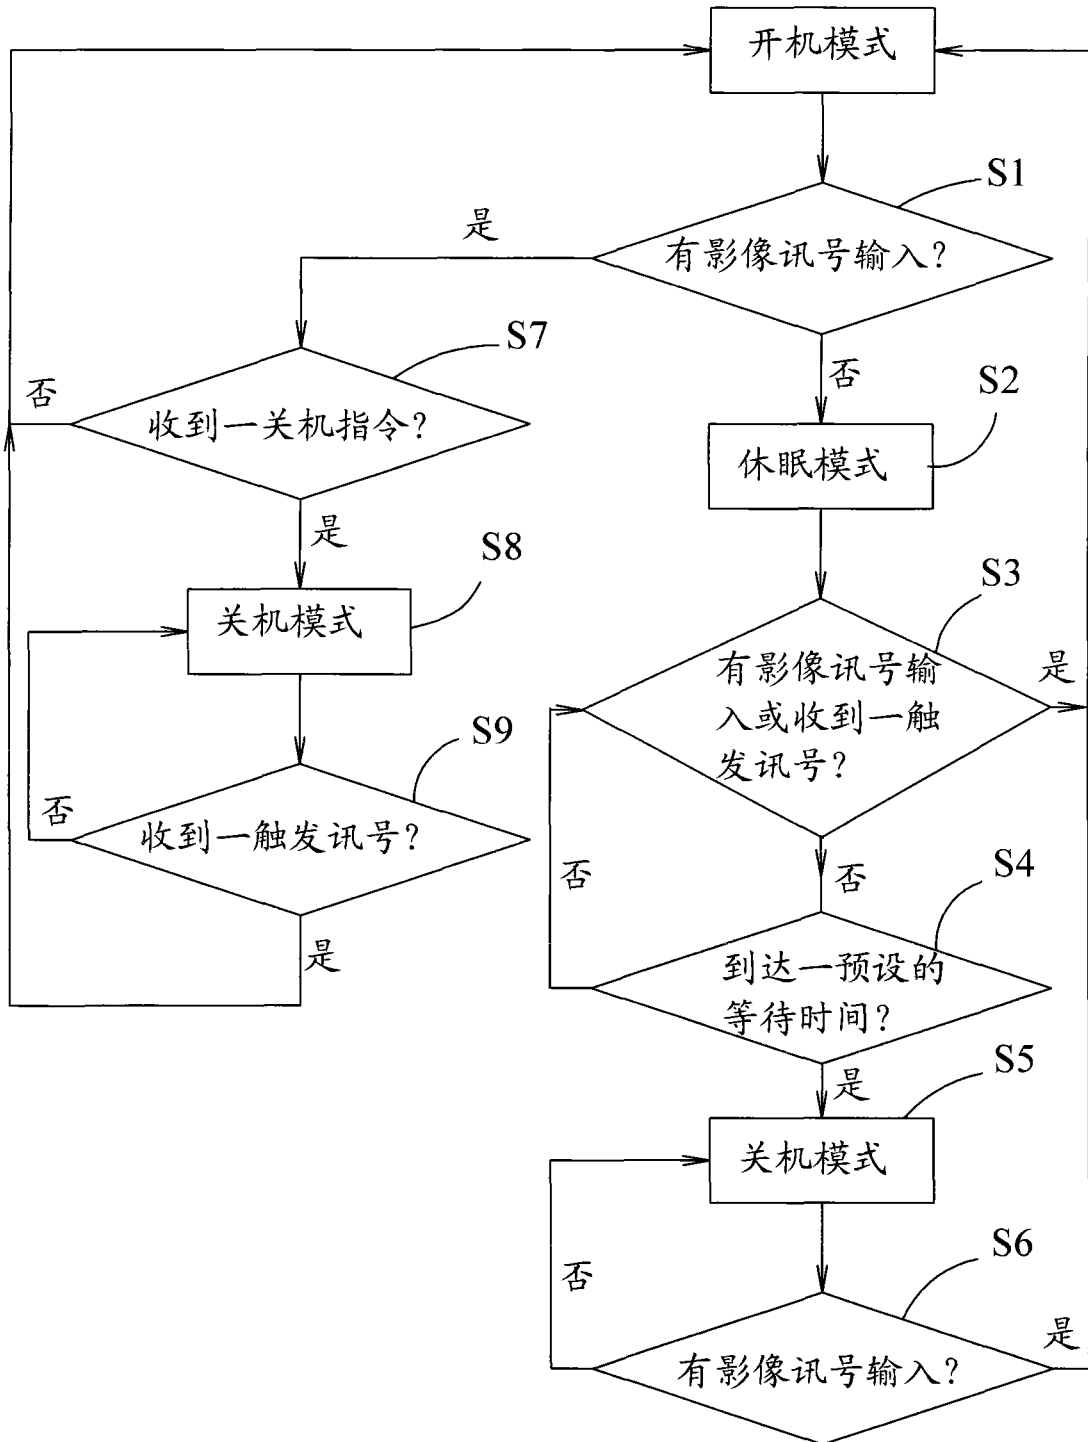 开机模式
S1
是
有影像讯号输入?
S7
否
否
S2
收到一关机指令?
休眠模式
是
S8
S3
关机模式
有影像讯号输
入或收到一触
发讯号?
是
S9
否
收到一触发讯号?
否
否
S4
是
到达一预设的
等待时间?
是
S5
关机模式
S6
否
是
有影像讯号输入?